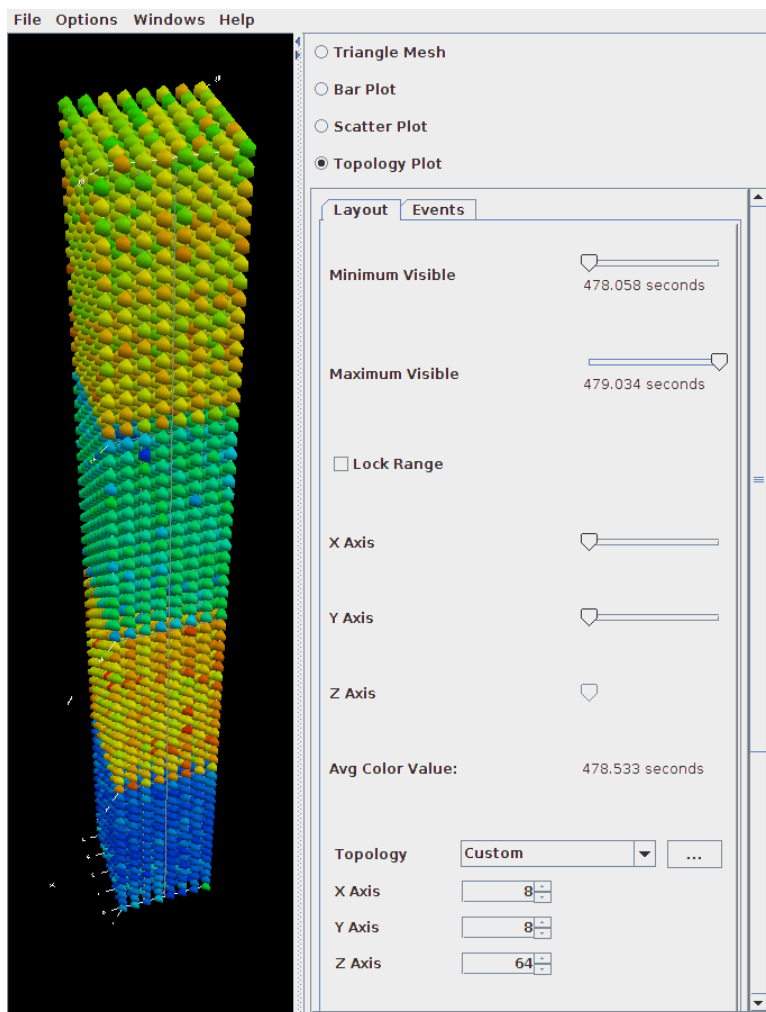 File Options Windows Help
Triangle Mesh
Bar Plot
Scatter Plot
Topology Plot
Layout Events
Minimum Visible
478.058 seconds
Maximum Visible
479.034 seconds
Lock Range
X Axis
Y Axis
Z Axis
Avg Color Value: 478.533 seconds
Topology Custom ...
X Axis 8
Y Axis 8
Z Axis 64